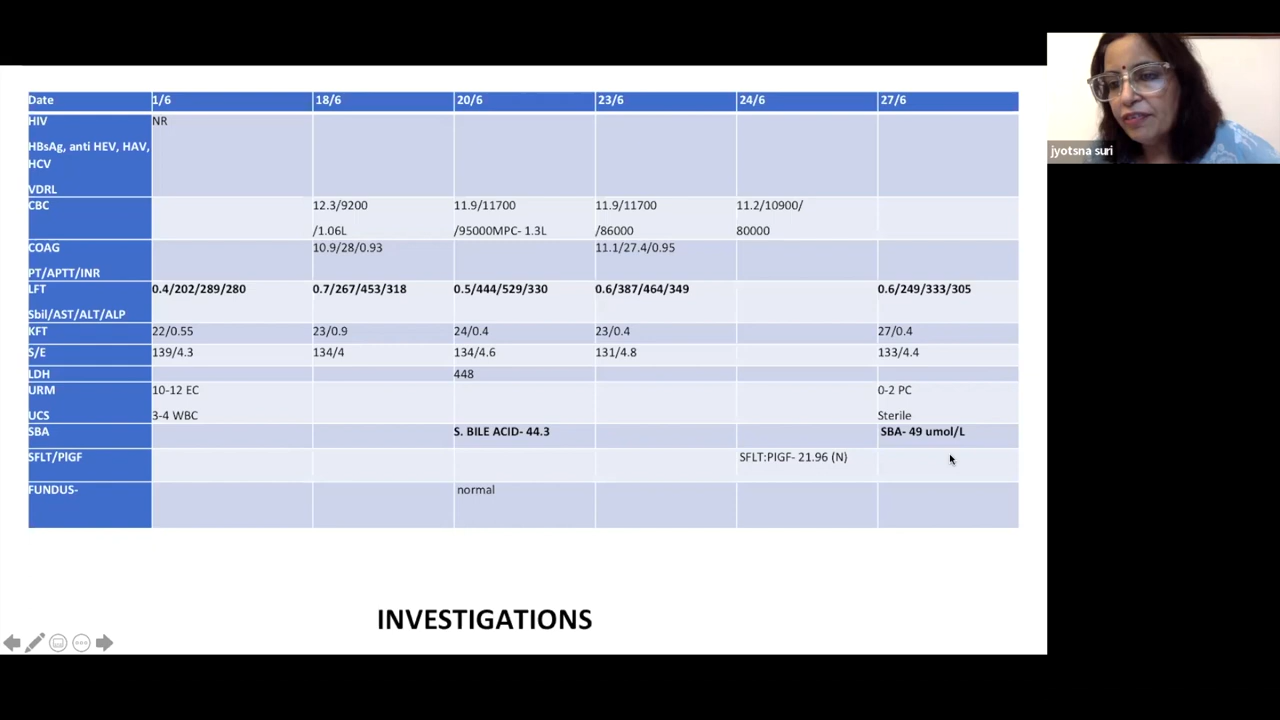 Date 1/6 18/6 20/6 23/6 24/6 27/6
HIV NR
HBsAg, anti HEV, HAV,
HCV
VDRL
CBC 12.3/9200 11.9/11700 11.9/11700 11.2/10900/
/1.06L /95000MPC- 1.3L /86000 80000
COAG 10.9/28/0.93 11.1/27.4/0.95
PT/APTT/INR
LFT 0.4/202/289/280 0.7/267/453/318 0.5/444/529/330 0.6/387/464/349 0.6/249/333/305
Sbil/AST/ALT/ALP
KFT 22/0.55 23/0.9 24/0.4 23/0.4 27/0.4
S/E 139/4.3 134/4 134/4.6 131/4.8 133/4.4
LDH 448
URM 10-12 EC 0-2 PC
UCS 3-4 WBC Sterile
SBA S. BILE ACID- 44.3 SBA- 49 umol/L
SFLT/PlGF SFLT:PIGF- 21.96 (N)
FUNDUS- normal
INVESTIGATIONS
jyotsna suri